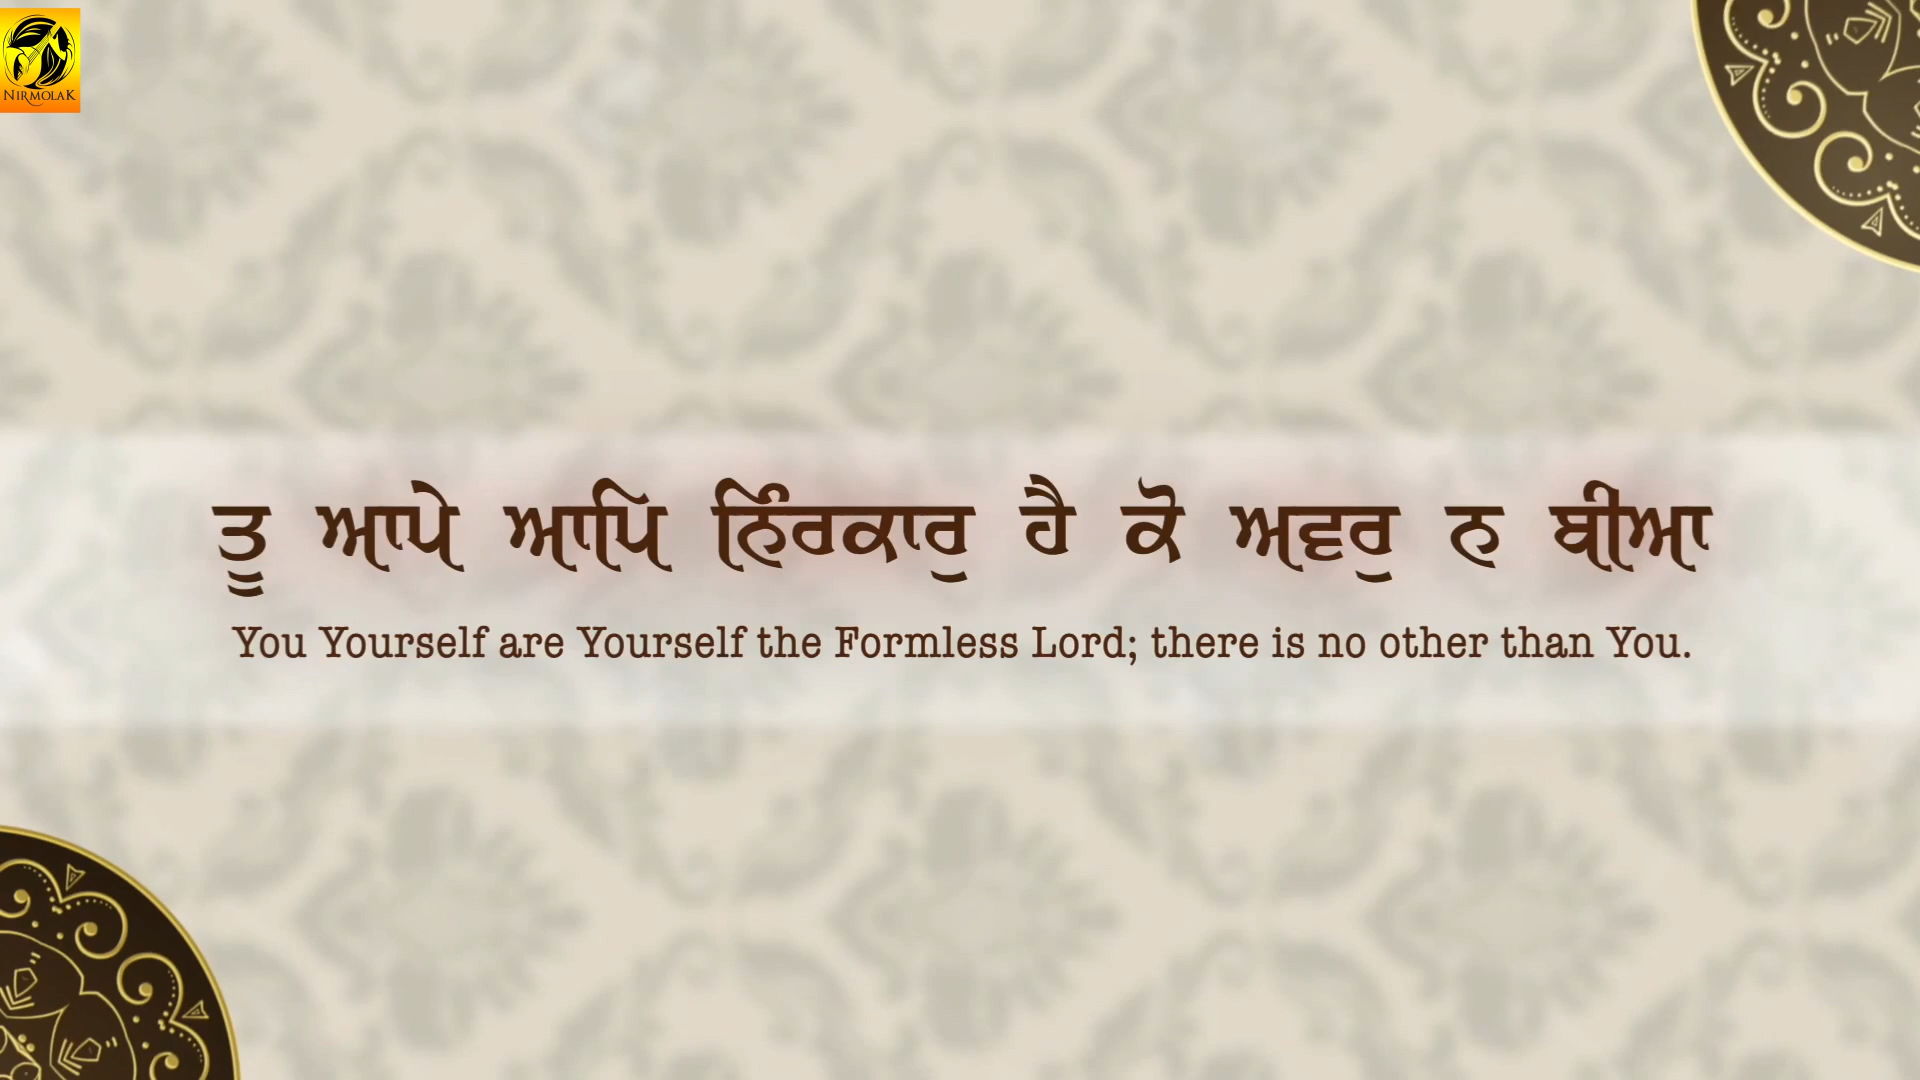 NIRMOLAK
ਤੂ ਆਪੇ ਆਪਿ ਨਿੰਰਕਾਰੁ ਹੈ ਕੋ ਅਵਰੁ ਨ ਬੀਆ
You Yourself are Yourself the Formless Lord; there is no other than You.